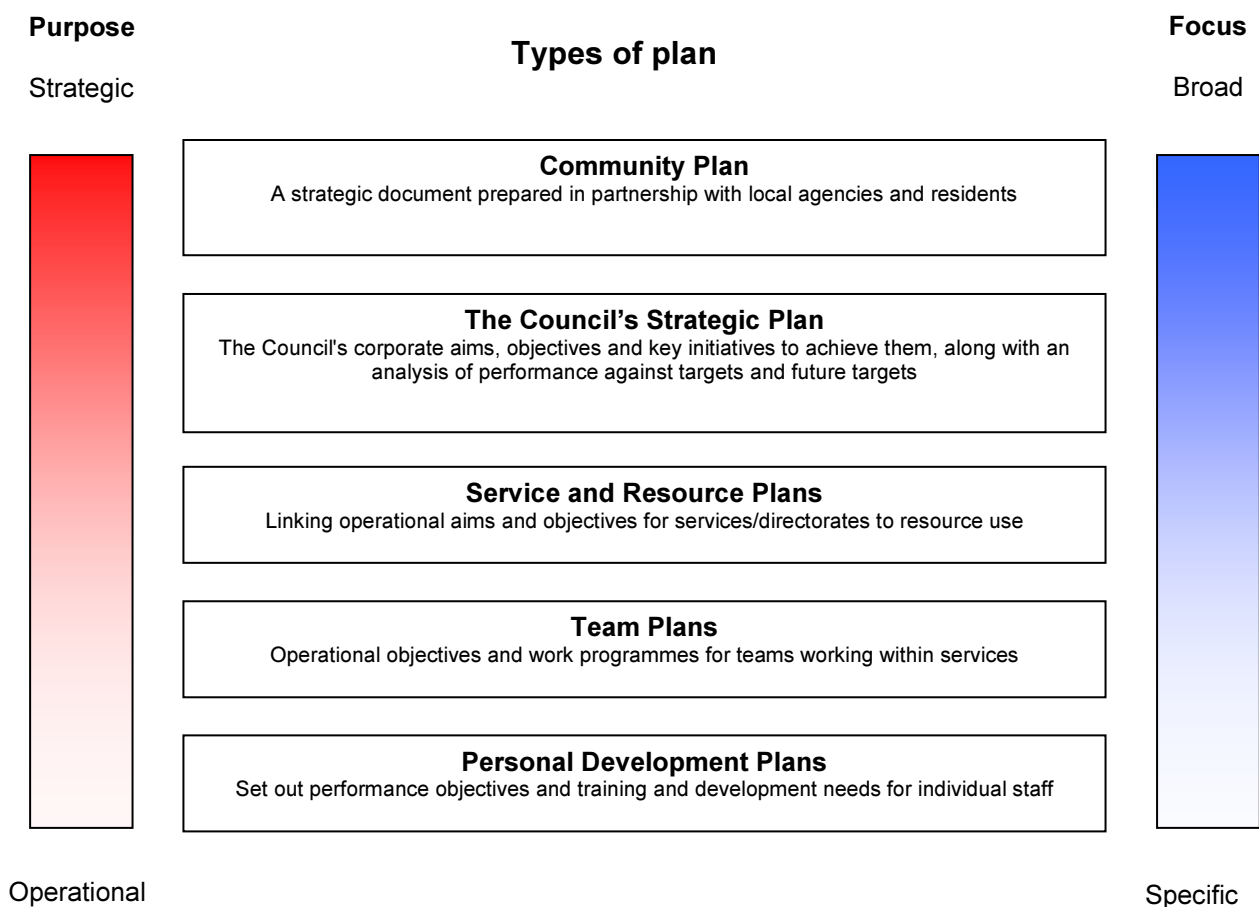 Purpose
Types of plan
Focus
Strategic
Broad
Community Plan
A strategic document prepared in partnership with local agencies and residents
The Council’s Strategic Plan
The Council's corporate aims, objectives and key initiatives to achieve them, along with an
analysis of performance against targets and future targets
Service and Resource Plans
Linking operational aims and objectives for services/directorates to resource use
Team Plans
Operational objectives and work programmes for teams working within services
Personal Development Plans
Set out performance objectives and training and development needs for individual staff
Operational
Specific